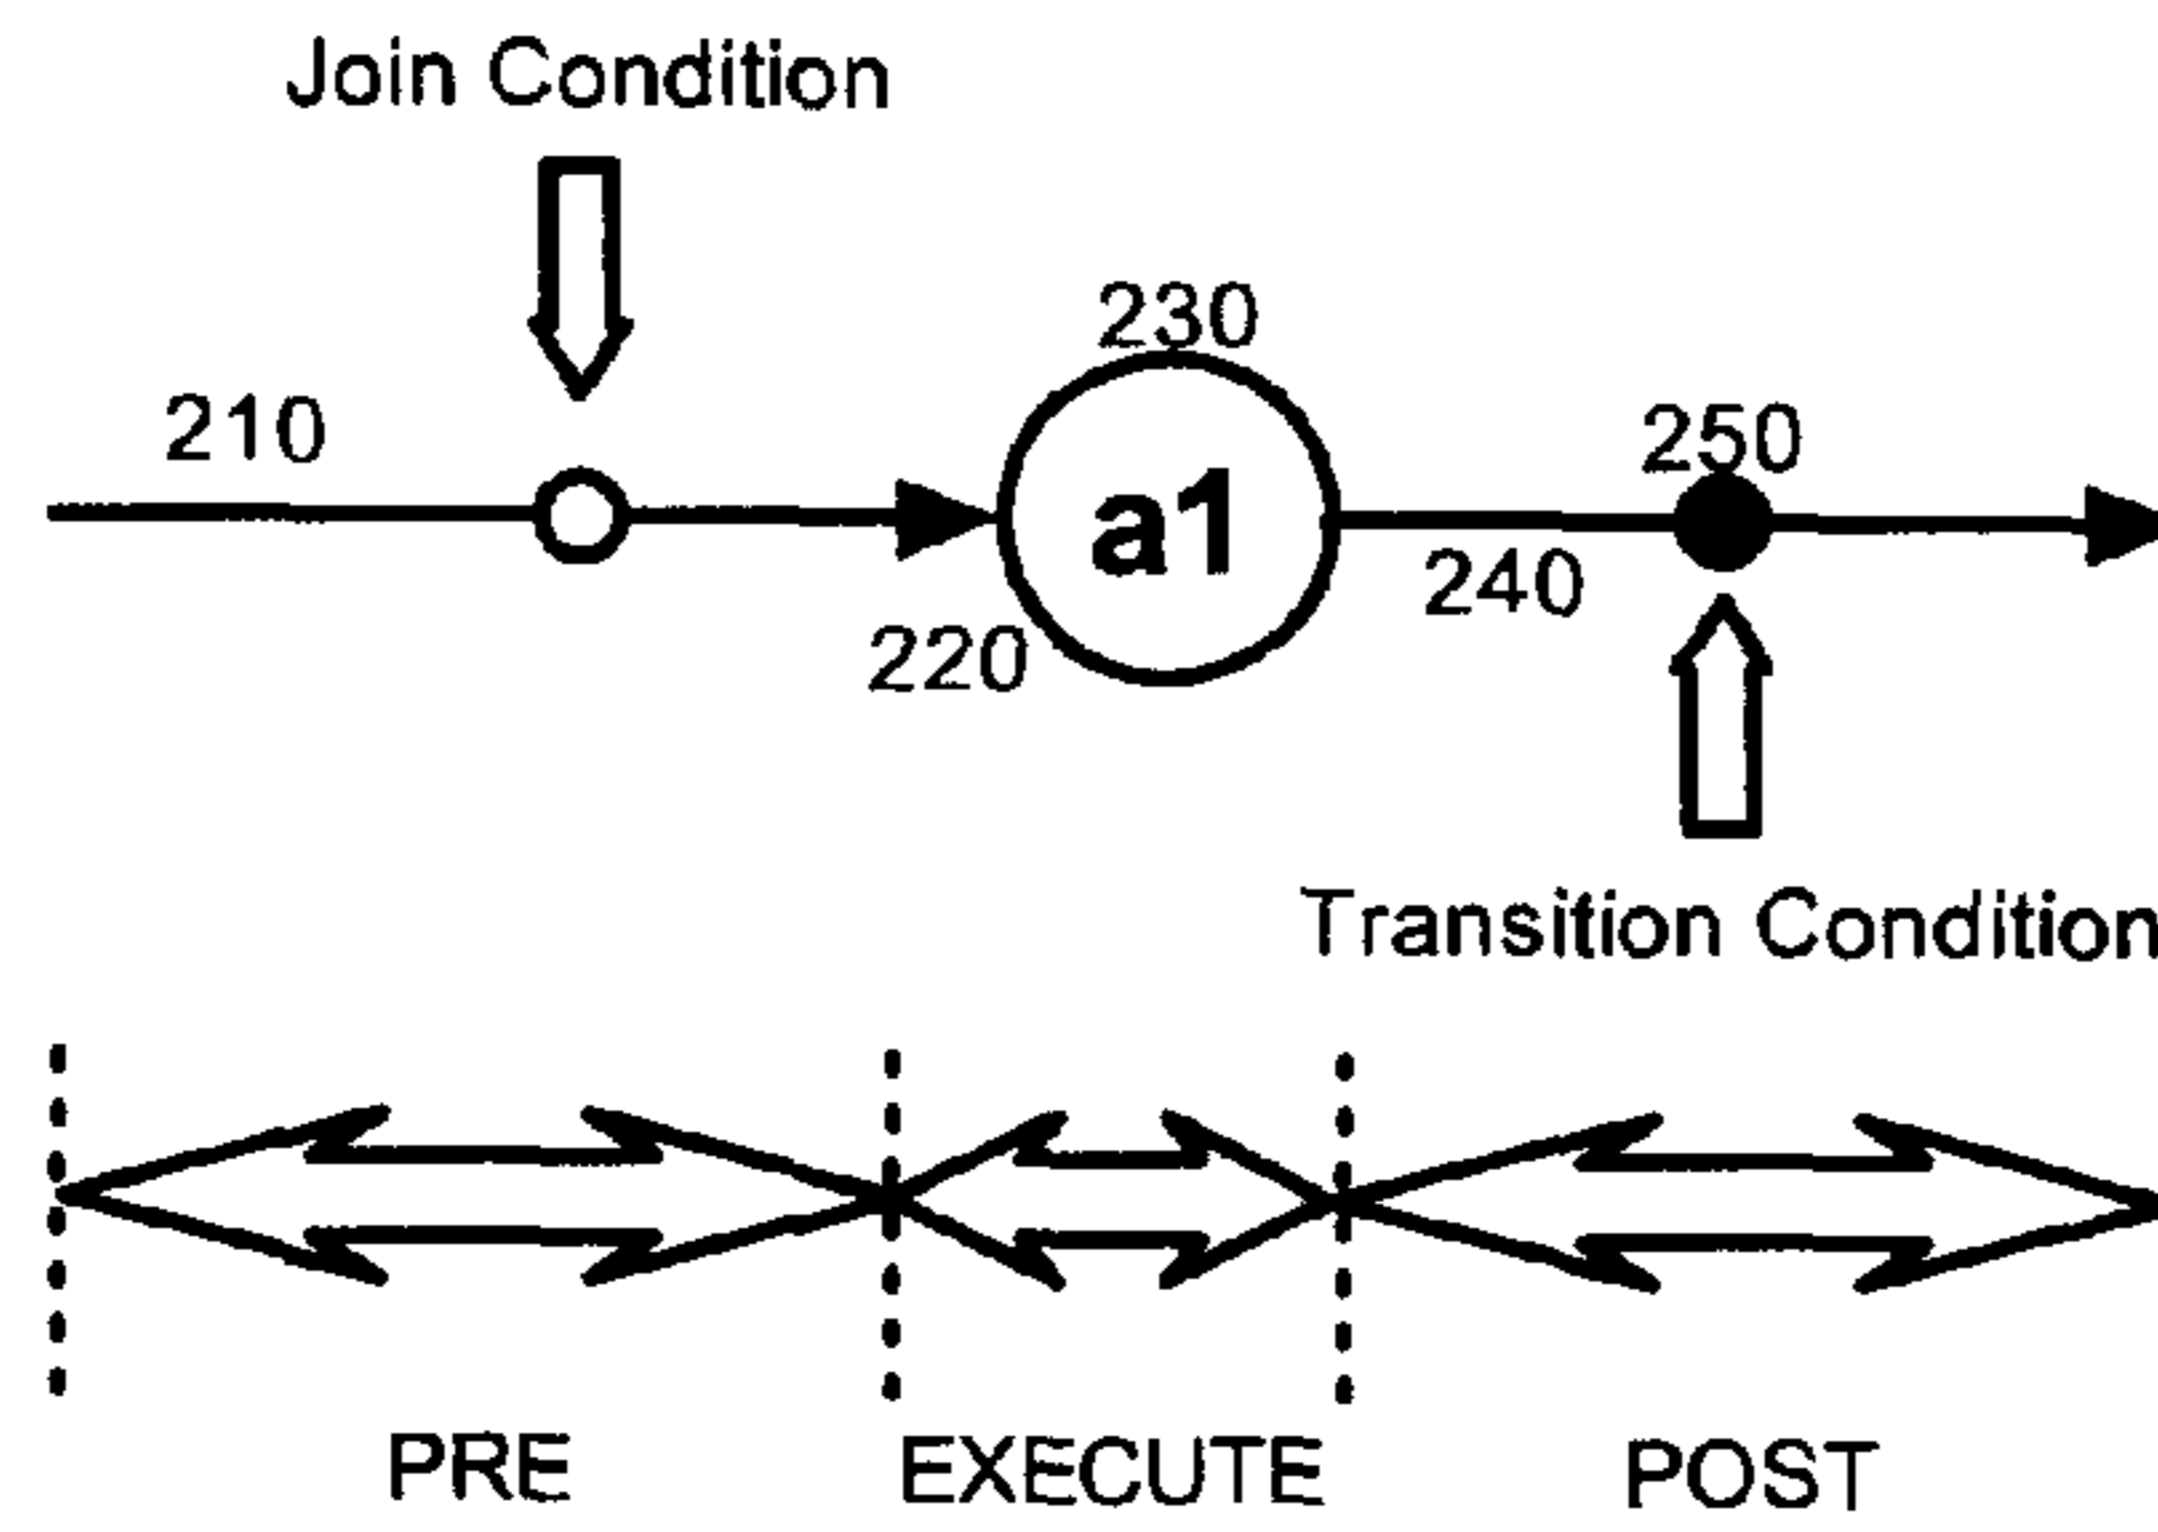 Join Condition
230
210
250
a1
240
220
Transition Condition
PRE EXECUTE POST